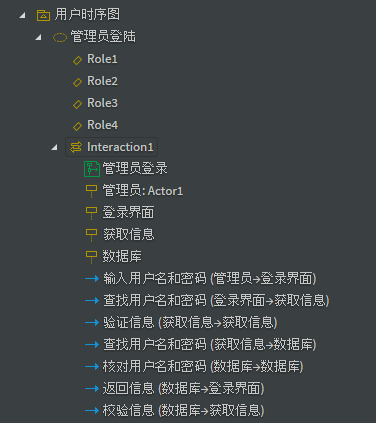 用户时序图
管理员登陆
Role1
Role2
Role3
Role4
Interaction1
管理员登录
管理员: Actor1
登录界面
获取信息
数据库
输入用户名和密码 (管理员→登录界面)
查找用户名和密码 (登录界面→获取信息)
验证信息 (获取信息→获取信息)
查找用户名和密码 (获取信息→数据库)
核对用户名和密码 (数据库→数据库)
返回信息 (数据库→登录界面)
校验信息 (数据库→获取信息)